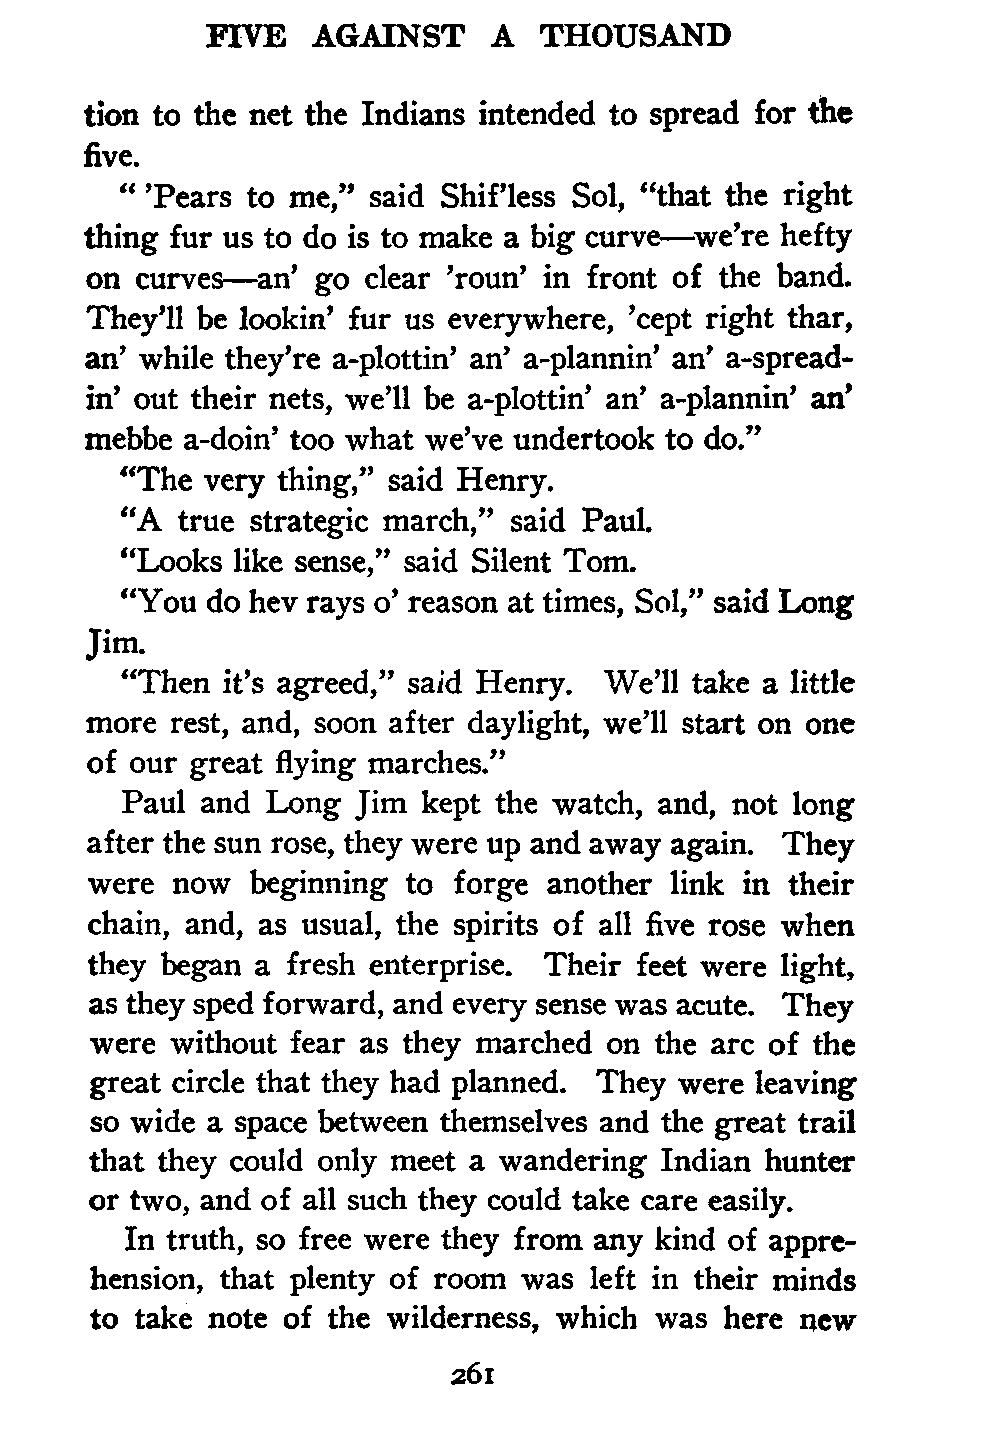 FIVE AGAINST A THOUSAND
tion to the net the Indians intended to spread for the
five.
“ ’Pears to me,” said Shif’less Sol, “that the right
thing fur us to do is to make a big curve—we’re hefty
on curves—an’ go clear ’roun’ in front of the band.
They’ll be lookin’ fur us everywhere, ’cept right thar,
an’ while they’re a-plottin’ an’ a-plannin’ an’ a-spread-
in’ out their nets, we’ll be a-plottin’ an’ a-plannin’ an’
mebbe a-doin’ too what we’ve undertook to do.”
“The very thing,” said Henry.
“A true strategic march,” said Paul.
“Looks like sense,” said Silent Tom.
“You do hev rays o’ reason at times, Sol,” said Long
Jim.
“Then it’s agreed,” said Henry. We’ll take a little
more rest, and, soon after daylight, we’ll start on one
of our great flying marches.”
Paul and Long Jim kept the watch, and, not long
after the sun rose, they were up and away again. They
were now beginning to forge another link in their
chain, and, as usual, the spirits of all five rose when
they began a fresh enterprise. Their feet were light,
as they sped forward, and every sense was acute. They
were without fear as they marched on the arc of the
great circle that they had planned. They were leaving
so wide a space between themselves and the great trail
that they could only meet a wandering Indian hunter
or two, and of all such they could take care easily.
In truth, so free were they from any kind of appre-
hension, that plenty of room was left in their minds
to take note of the wilderness, which was here new
261